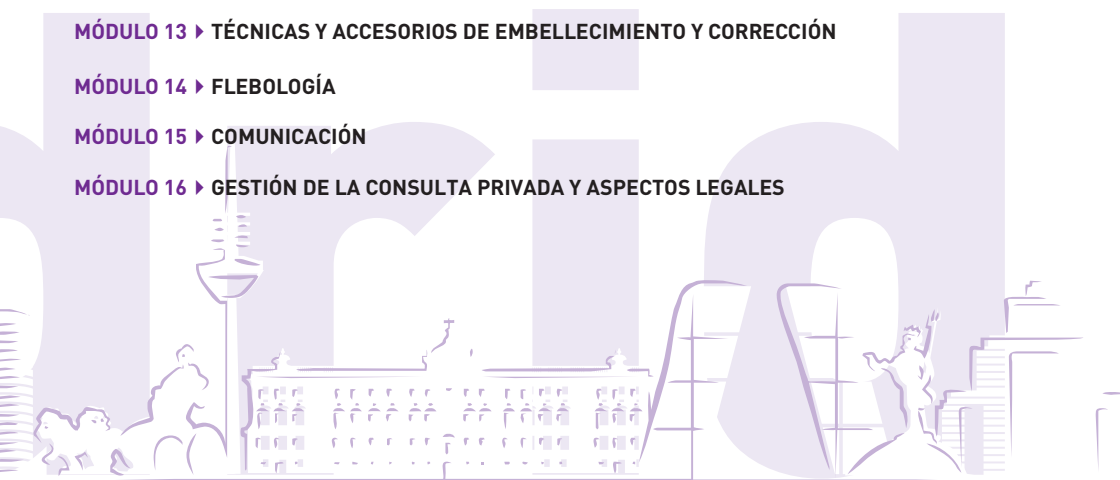 MÓDULO 13 ▸ TÉCNICAS Y ACCESORIOS DE EMBELLECIMIENTO Y CORRECCIÓN
MÓDULO 14 ▸ FLEBOLOGÍA
MÓDULO 15 ▸ COMUNICACIÓN
MÓDULO 16 ▸ GESTIÓN DE LA CONSULTA PRIVADA Y ASPECTOS LEGALES
drid